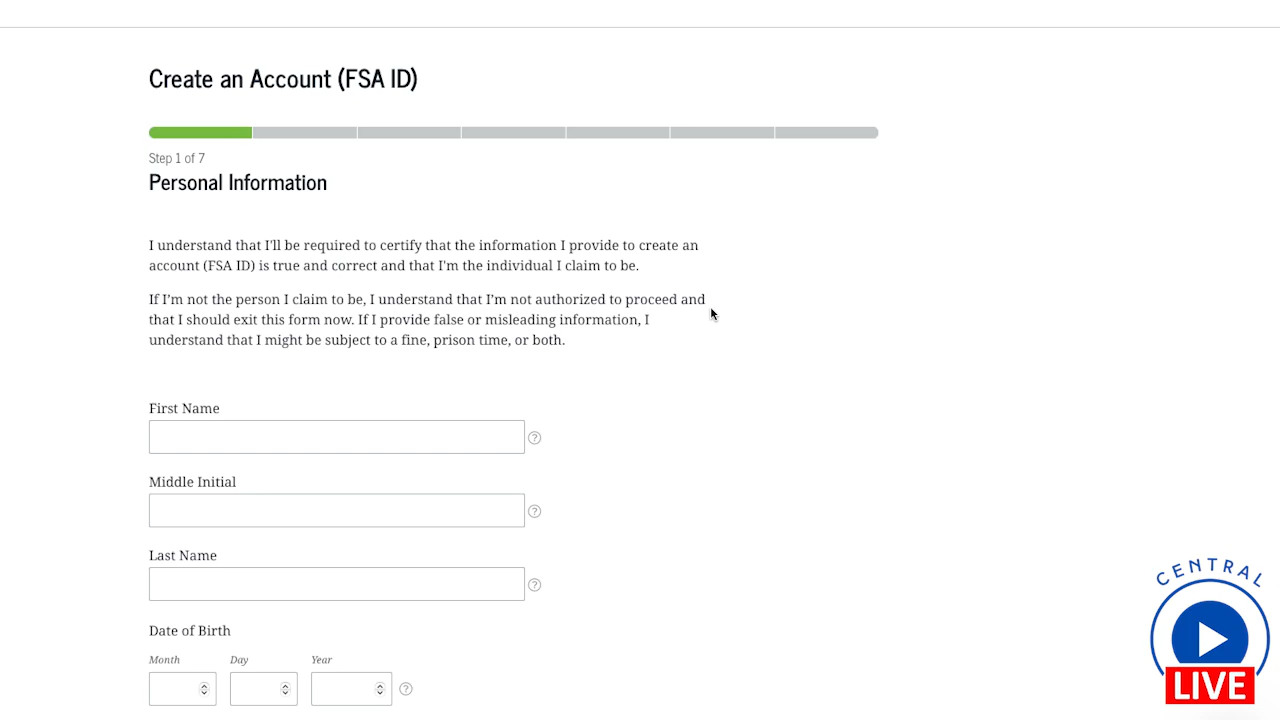 Create an Account (FSA ID)
Step 1 of 7
Personal Information
I understand that I'll be required to certify that the information I provide to create an
account (FSA ID) is true and correct and that I'm the individual I claim to be.
If I'm not the person I claim to be, I understand that I'm not authorized to proceed and
that I should exit this form now. If I provide false or misleading information, I
understand that I might be subject to a fine, prison time, or both.
First Name
?
Middle Initial
?
Last Name
?
Date of Birth
Month Day Year
?
CENTRAL
LIVE